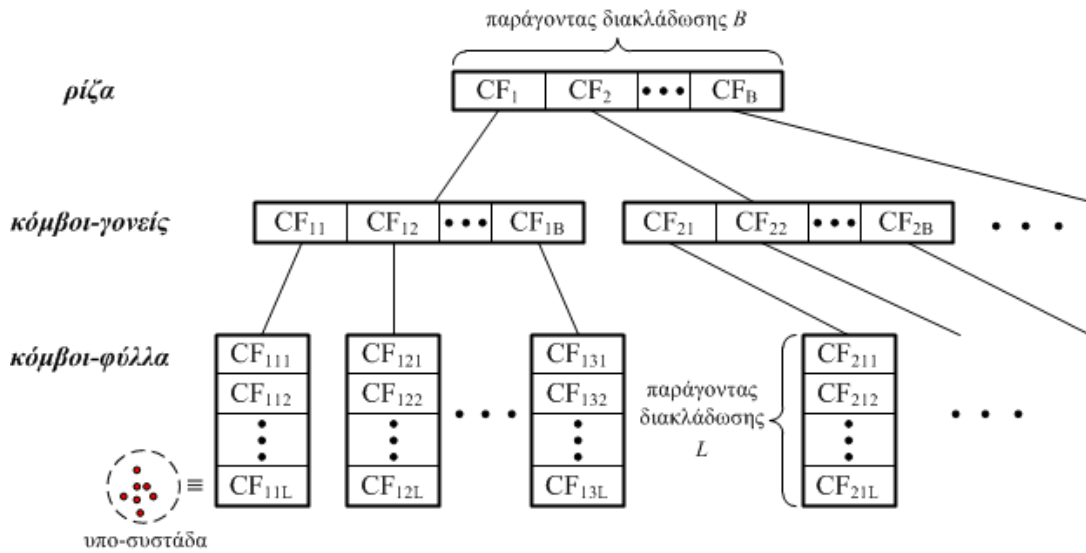 παράγοντας διακλάδωσης B
ρίζα
CF₁ CF₂ ••• CF_B
κόμβοι-γονείς
CF₁₁ CF₁₂ ••• CF₁B CF₂₁ CF₂₂ ••• CF₂B • • •
κόμβοι-φύλλα
CF₁₁₁ CF₁₂₁ CF₁₃₁ CF₂₁₁
CF₁₁₂ CF₁₂₂ • • • CF₁₃₂ CF₂₁₂ • • •
παράγοντας
διακλάδωσης
L
CF₁₁L CF₁₂L CF₁₃L CF₂₁L
≡
υπο-συστάδα